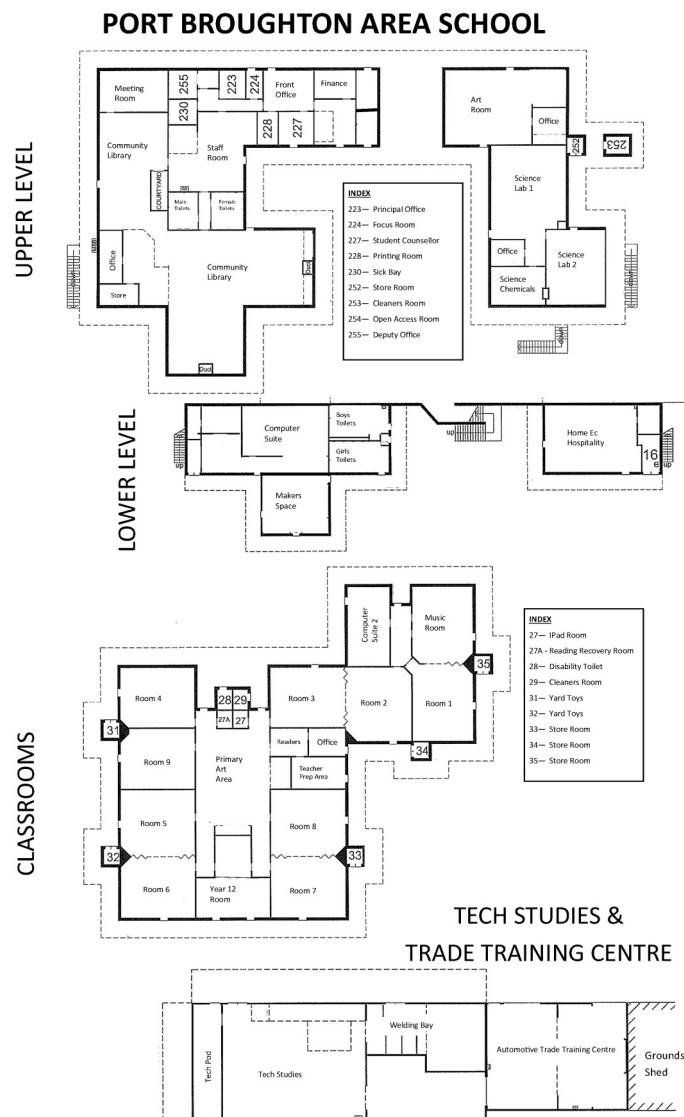 PORT BROUGHTON AREA SCHOOL
UPPER LEVEL
Meeting
Room
255
230
223
224
Front
Office
Finance
228
227
Community
Library
Staff
Room
COURTYARD
Male
Toilets
Female
Toilets
Office
Store
Community
Library
Duct
Duct
down
Art
Room
Office
252
253
Science
Lab 1
Office
Science
Lab 2
Science
Chemicals
down
down
INDEX
223— Principal Office
224— Focus Room
227— Student Counsellor
228— Printing Room
230— Sick Bay
252— Store Room
253— Cleaners Room
254— Open Access Room
255— Deputy Office
LOWER LEVEL
up
Computer
Suite
Boys
Toilets
Girls
Toilets
Makers
Space
up
Home Ec
Hospitality
16
up
CLASSROOMS
Computer
Suite 2
Music
Room
35
Room 4
28
29
27A
27
Room 3
Room 2
Room 1
31
34
Room 9
Primary
Art
Area
Readers
Office
Teacher
Prep Area
Room 5
Room 8
32
33
Room 6
Year 12
Room
Room 7
INDEX
27— IPad Room
27A - Reading Recovery Room
28— Disability Toilet
29— Cleaners Room
31— Yard Toys
32— Yard Toys
33— Store Room
34— Store Room
35— Store Room
TECH STUDIES &
TRADE TRAINING CENTRE
Tech Pod
Tech Studies
Welding Bay
Automotive Trade Training Centre
Grounds
Shed